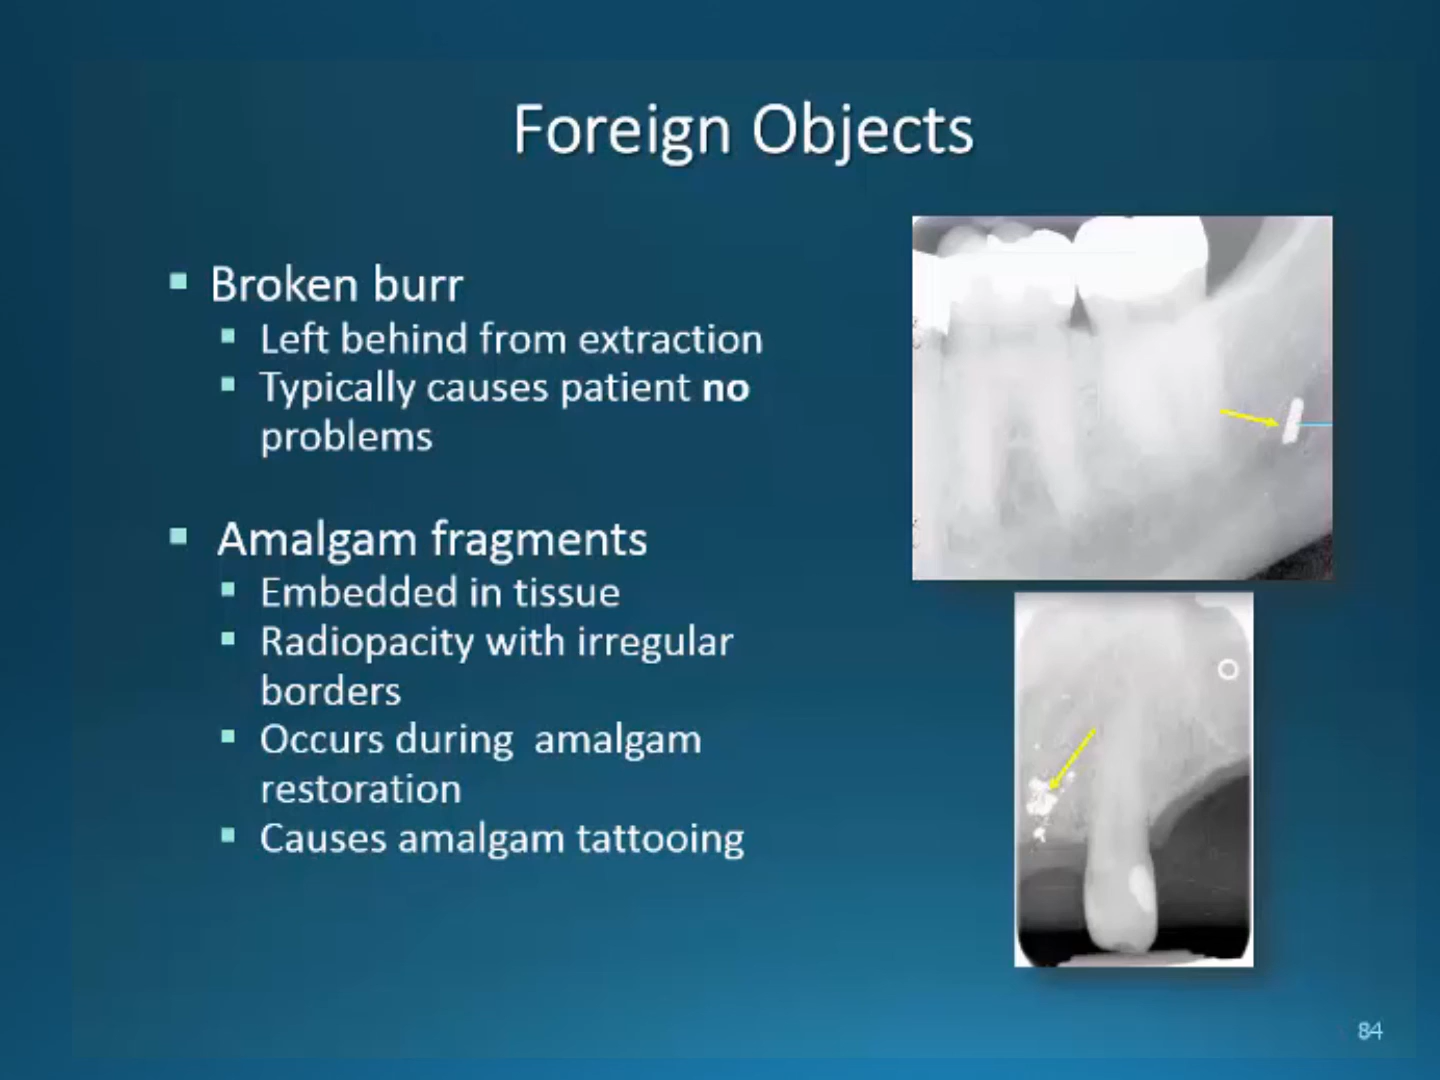 Foreign Objects
Broken burr
Left behind from extraction
Typically causes patient no
problems
Amalgam fragments
Embedded in tissue
Radiopacity with irregular
borders
Occurs during amalgam
restoration
Causes amalgam tattooing
84